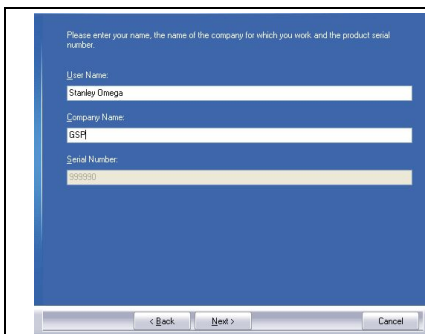 Please enter your name, the name of the company for which you work and the product serial
number.
User Name:
Stanley Omega
Company Name:
GSP
Serial Number:
999990
< Back
Next >
Cancel